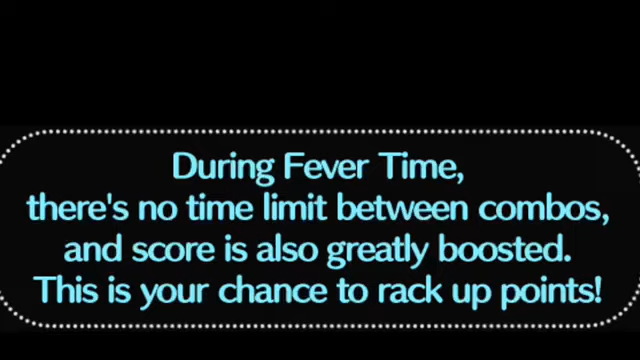 During Fever Time,
there's no time limit between combos,
and score is also greatly boosted.
This is your chance to rack up points!